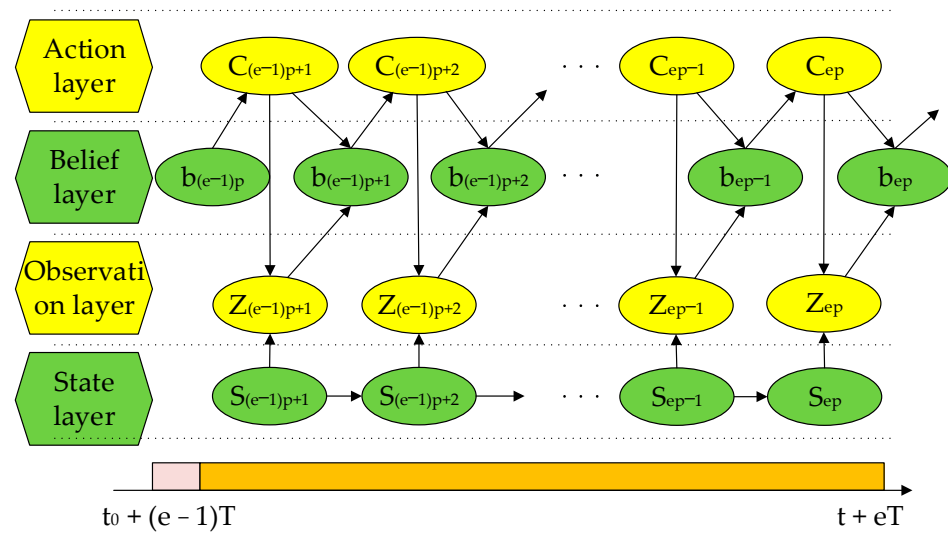 Action
layer
C(e−1)p+1
C(e−1)p+2
· · ·
Cep−1
Cep
Belief
layer
b(e−1)p
b(e−1)p+1
b(e−1)p+2
· · ·
bep−1
bep
Observati
on layer
Z(e−1)p+1
Z(e−1)p+2
· · ·
Zep−1
Zep
State
layer
S(e−1)p+1
S(e−1)p+2
· · ·
Sep−1
Sep
t0 + (e − 1)T
t + eT